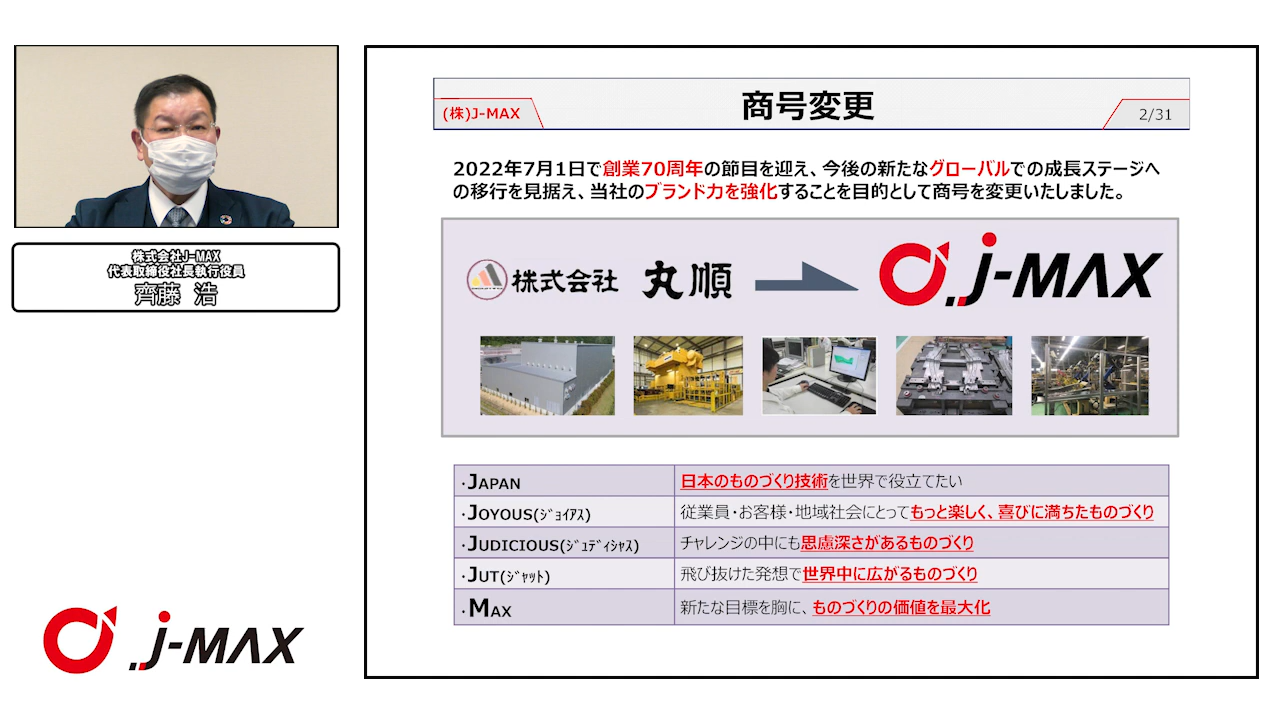 株式会社J-MAX
代表取締役社長執行役員
齊藤 浩
J-MAX
(株)J-MAX
商号変更
2/31
2022年7月1日で創業70周年の節目を迎え、今後の新たなグローバルでの成長ステージへ
の移行を見据え、当社のブランド力を強化することを目的として商号を変更いたしました。
株式会社 丸順
J-MAX
・JAPAN 日本のものづくり技術を世界で役立てたい
・JOYOUS(ｼﾞｮｲｱｽ) 従業員・お客様・地域社会にとってもっと楽しく、喜びに満ちたものづくり
・JUDICIOUS(ｼﾞｭﾃﾞｨｼｬｽ) チャレンジの中にも思慮深さがあるものづくり
・JUT(ｼﾞｬｯﾄ) 飛び抜けた発想で世界中に広がるものづくり
・MAX 新たな目標を胸に、ものづくりの価値を最大化